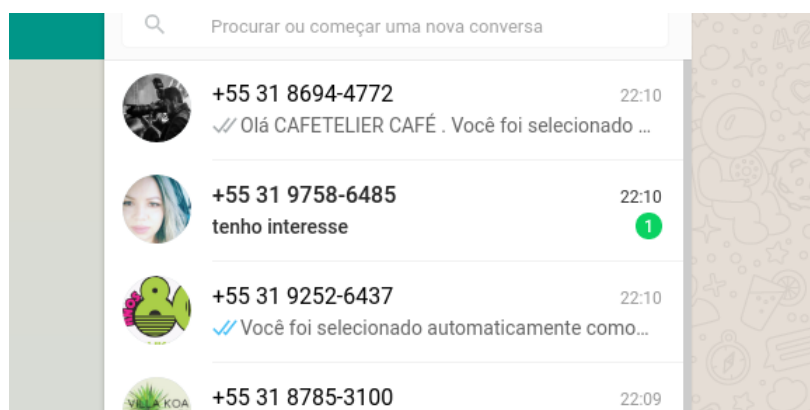 Procurar ou começar uma nova conversa
+55 31 8694-4772 22:10
Olá CAFETELIER CAFÉ . Você foi selecionado ...
+55 31 9758-6485 22:10
tenho interesse 1
+55 31 9252-6437 22:10
Você foi selecionado automaticamente como...
VILLA KOA
+55 31 8785-3100 22:09